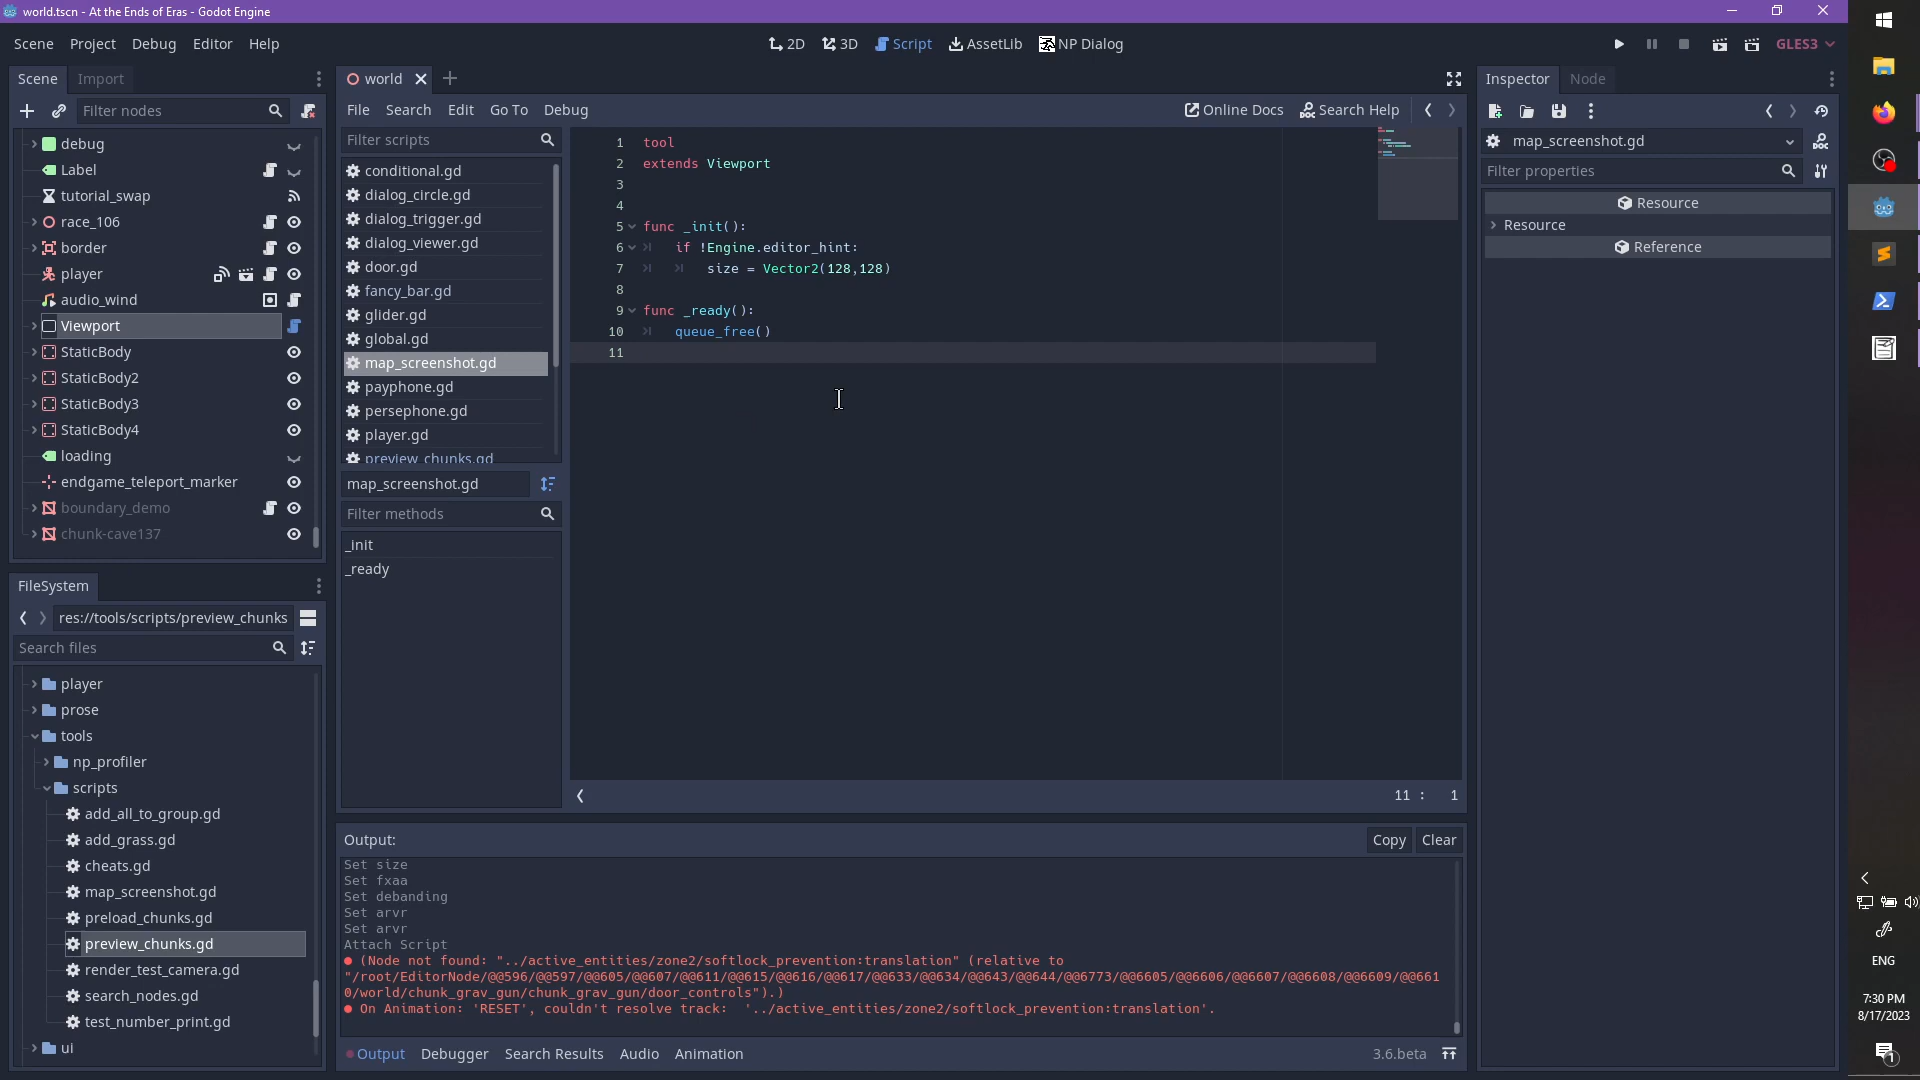 world.tscn - At the Ends of Eras - Godot Engine
Scene Project Debug Editor Help
2D 3D Script AssetLib NP Dialog
GLES3
Scene Import
Filter nodes
debug
Label
tutorial_swap
race_106
border
player
audio_wind
Viewport
StaticBody
StaticBody2
StaticBody3
StaticBody4
loading
endgame_teleport_marker
boundary_demo
chunk-cave137
FileSystem
res://tools/scripts/preview_chunks
Search files
player
prose
tools
np_profiler
scripts
add_all_to_group.gd
add_grass.gd
cheats.gd
map_screenshot.gd
preload_chunks.gd
preview_chunks.gd
render_test_camera.gd
search_nodes.gd
test_number_print.gd
ui
world
File Search Edit Go To Debug
Online Docs Search Help
Filter scripts
conditional.gd
dialog_circle.gd
dialog_trigger.gd
dialog_viewer.gd
door.gd
fancy_bar.gd
glider.gd
global.gd
map_screenshot.gd
payphone.gd
persephone.gd
player.gd
preview_chunks.gd
map_screenshot.gd
Filter methods
_init
_ready
1 tool
2 extends Viewport
3
4
5 func _init():
6 if !Engine.editor_hint:
7 size = Vector2(128,128)
8
9 func _ready():
10 queue_free()
11
11 : 1
Output:
Copy Clear
Set size
Set fxaa
Set debanding
Set arvr
Set arvr
Attach Script
(Node not found: "../active_entities/zone2/softlock_prevention:translation" (relative to
"/root/EditorNode/@@596/@@597/@@605/@@607/@@611/@@615/@@616/@@617/@@633/@@634/@@643/@@644/@@6773/@@6605/@@6606/@@6607/@@6608/@@6609/@@661
0/world/chunk_grav_gun/chunk_grav_gun/door_controls").)
On Animation: 'RESET', couldn't resolve track:  '../active_entities/zone2/softlock_prevention:translation'.
Output Debugger Search Results Audio Animation
3.6.beta
Inspector Node
map_screenshot.gd
Filter properties
Resource
Resource
Reference
ENG
7:30 PM
8/17/2023
1